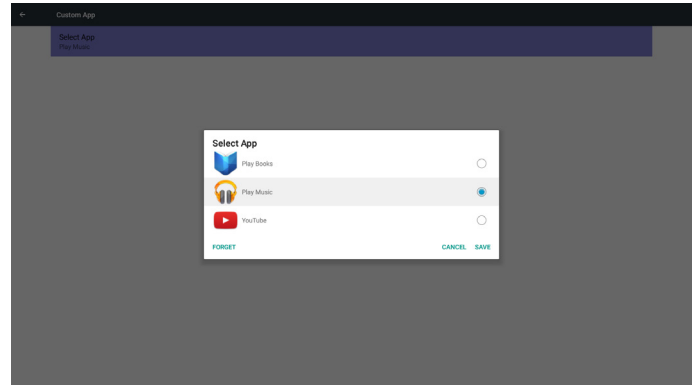 Custom App
Select App
Play Music
Select App
Play Books
Play Music
YouTube
FORGET CANCEL SAVE